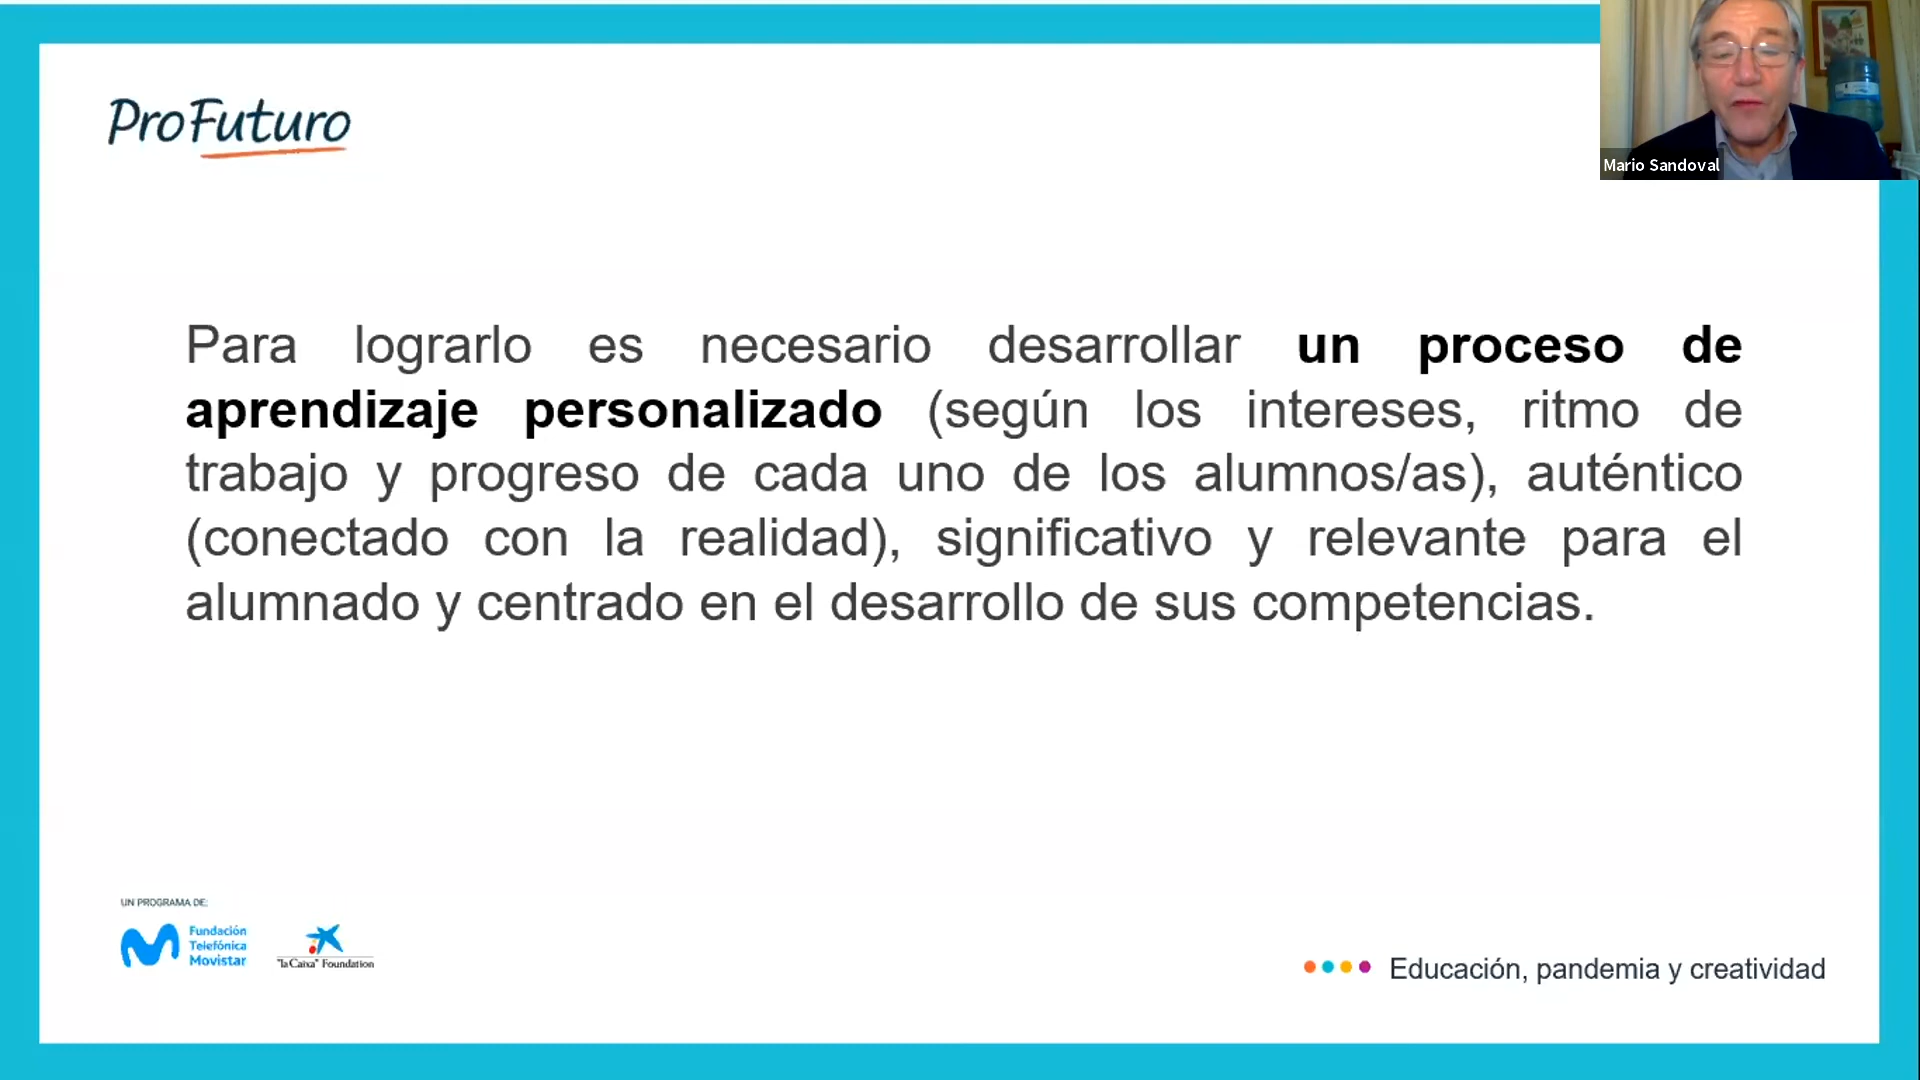 ProFuturo
Mario Sandoval
Para lograrlo es necesario desarrollar un proceso de
aprendizaje personalizado (según los intereses, ritmo de
trabajo y progreso de cada uno de los alumnos/as), auténtico
(conectado con la realidad), significativo y relevante para el
alumnado y centrado en el desarrollo de sus competencias.
UN PROGRAMA DE:
Fundación
Telefónica
Movistar
"la Caixa" Foundation
Educación, pandemia y creatividad